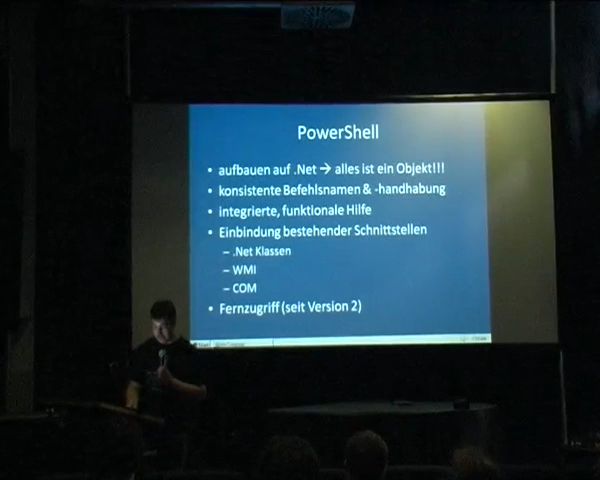 PowerShell
• aufbauen auf .Net → alles ist ein Objekt!!!
• konsistente Befehlsnamen & -handhabung
• integrierte, funktionale Hilfe
• Einbindung bestehender Schnittstellen
– .Net Klassen
– WMI
– COM
• Fernzugriff (seit Version 2)